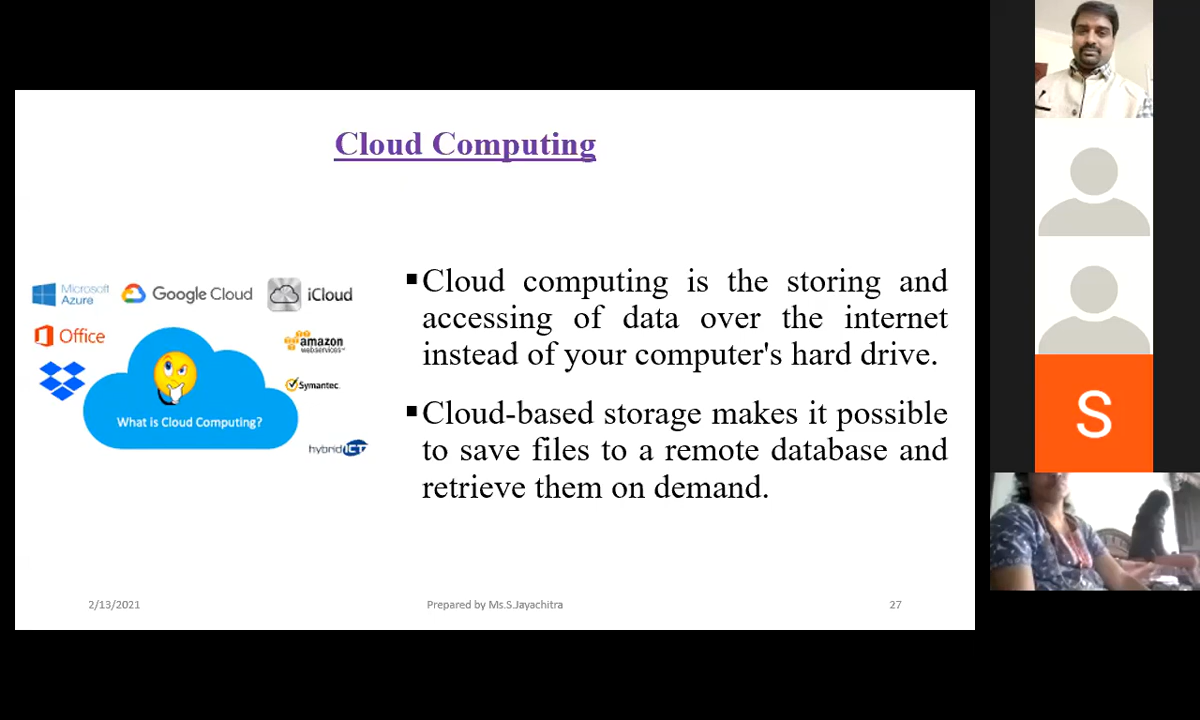 Cloud Computing
Microsoft
Azure
Google Cloud
iCloud
Office
amazon
webservices
Symantec.
What is Cloud Computing?
hybridICT
▪Cloud computing is the storing and
accessing of data over the internet
instead of your computer's hard drive.
▪Cloud-based storage makes it possible
to save files to a remote database and
retrieve them on demand.
2/13/2021
Prepared by Ms.S.Jayachitra
27
S